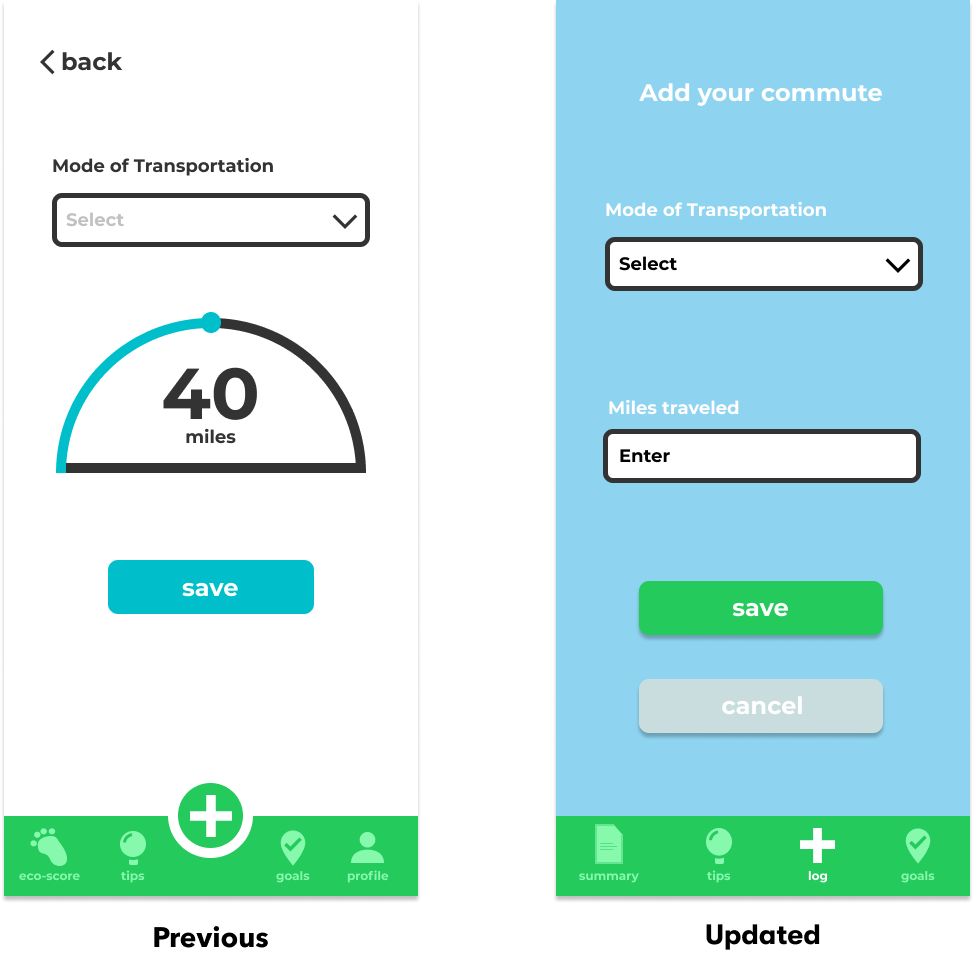 back
Mode of Transportation
Select
40
miles
save
eco-score
tips
goals
profile
Previous
Add your commute
Mode of Transportation
Select
Miles traveled
Enter
save
cancel
summary
tips
log
goals
Updated